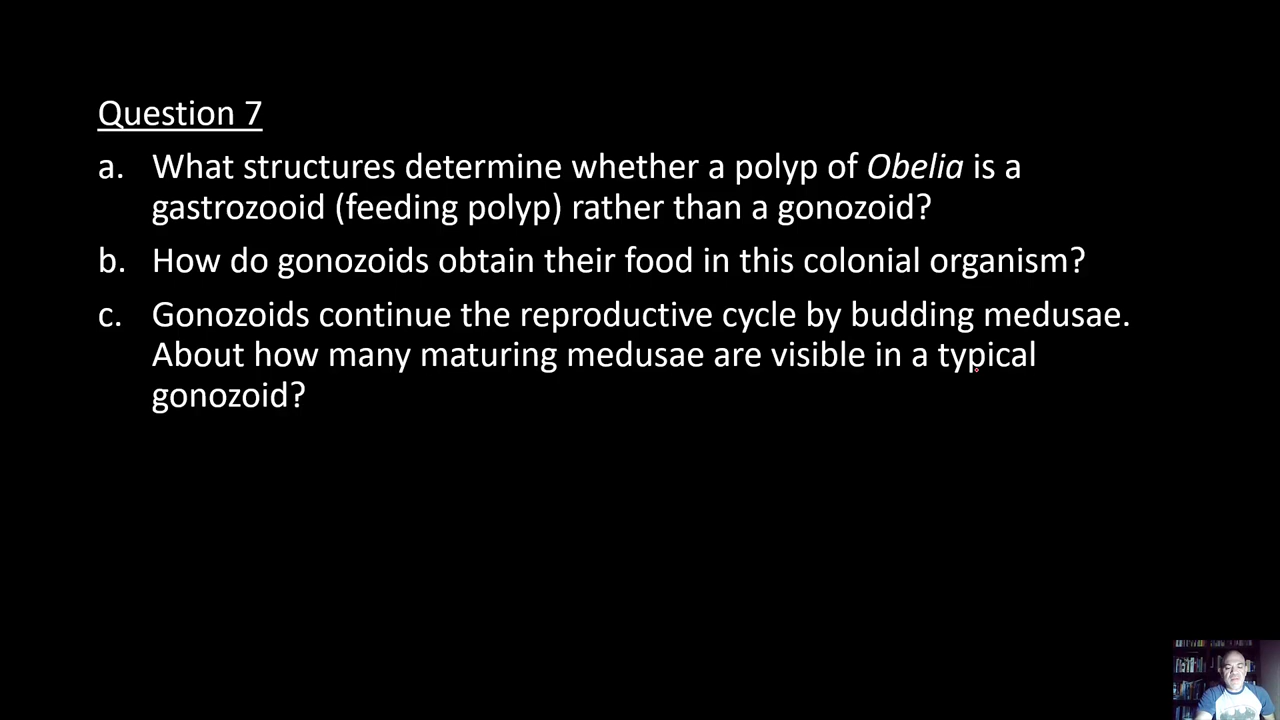 Question 7
a. What structures determine whether a polyp of Obelia is a
gastrozooid (feeding polyp) rather than a gonozoid?
b. How do gonozoids obtain their food in this colonial organism?
c. Gonozoids continue the reproductive cycle by budding medusae.
About how many maturing medusae are visible in a typical
gonozoid?